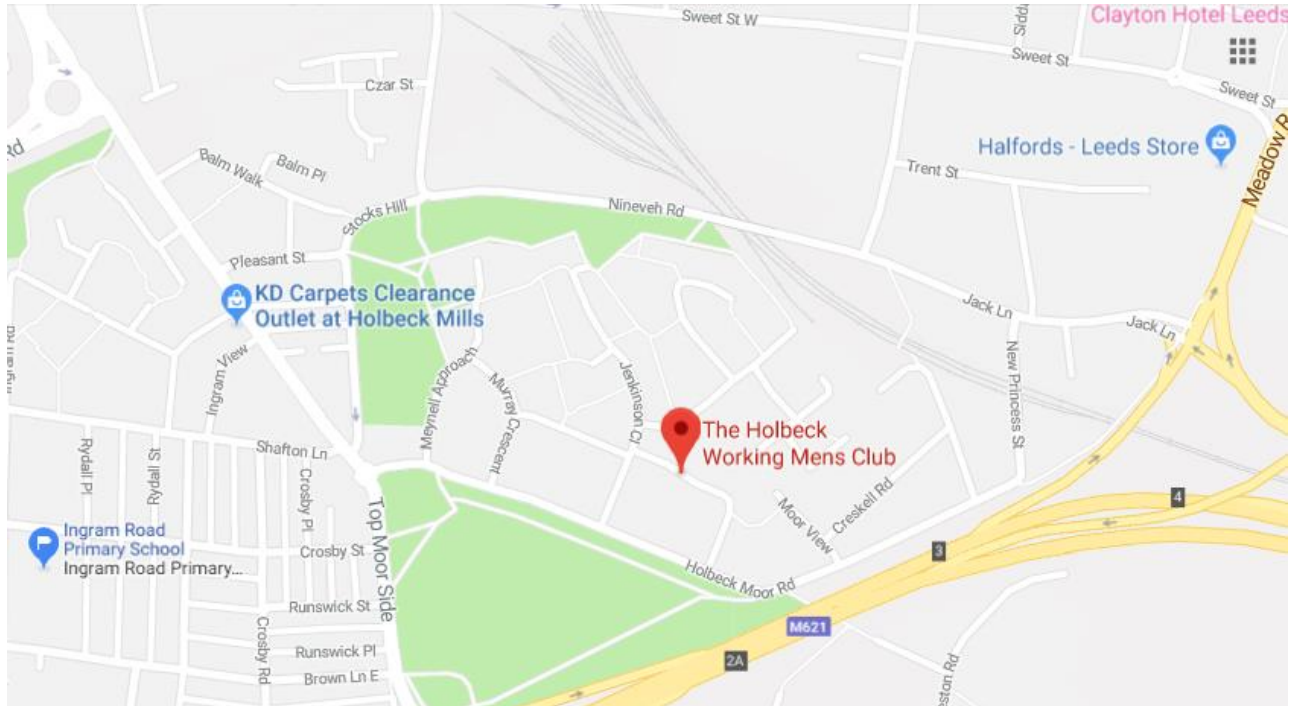 Sweet St W
Clayton Hotel Leeds
Sweet St
Sweet St
Czar St
Rd
Halfords - Leeds Store
Balm Walk
Balm Pl
Trent St
Stocks Hill
Nineveh Rd
Pleasant St
KD Carpets Clearance
Outlet at Holbeck Mills
Jack Ln
Jack Ln
Ingram View
Meynell Approach
Murray Crescent
Jenkinson Cl
New Princess St
The Holbeck
Working Mens Club
Shafton Ln
Rydall Pl
Rydall St
Crosby Pl
Top Moor Side
Moor View
Creskell Rd
4
3
Ingram Road
Primary School
Ingram Road Primary...
Crosby St
Holbeck Moor Rd
Runswick St
M621
Crosby Rd
Runswick Pl
2A
Brown Ln E